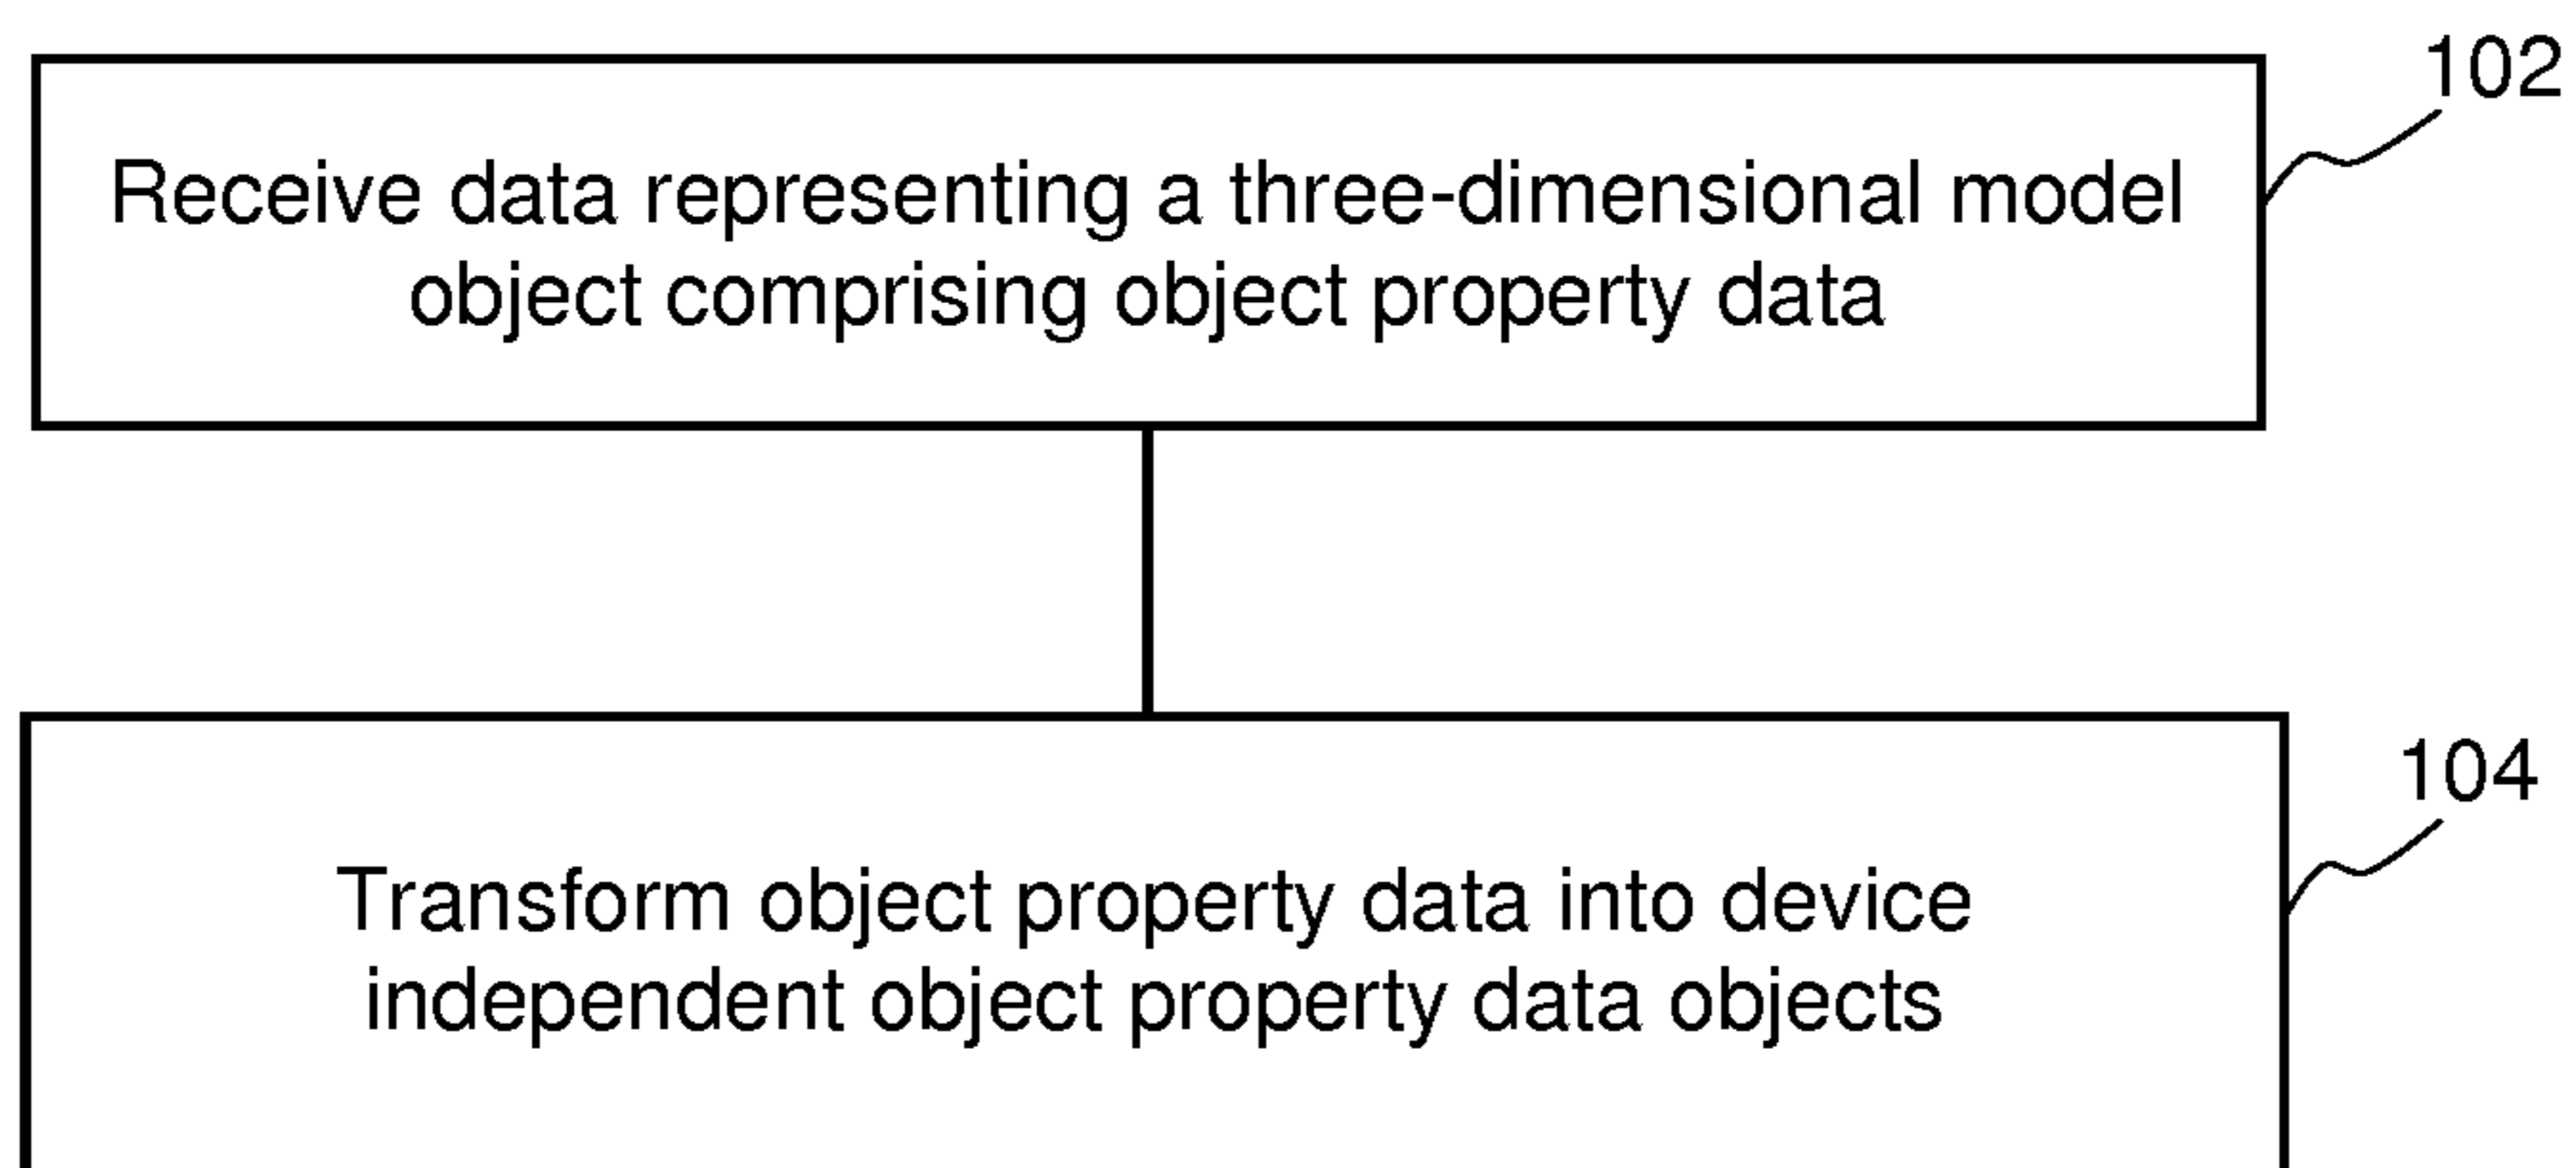 102
Receive data representing a three-dimensional model
object comprising object property data
104
Transform object property data into device
independent object property data objects